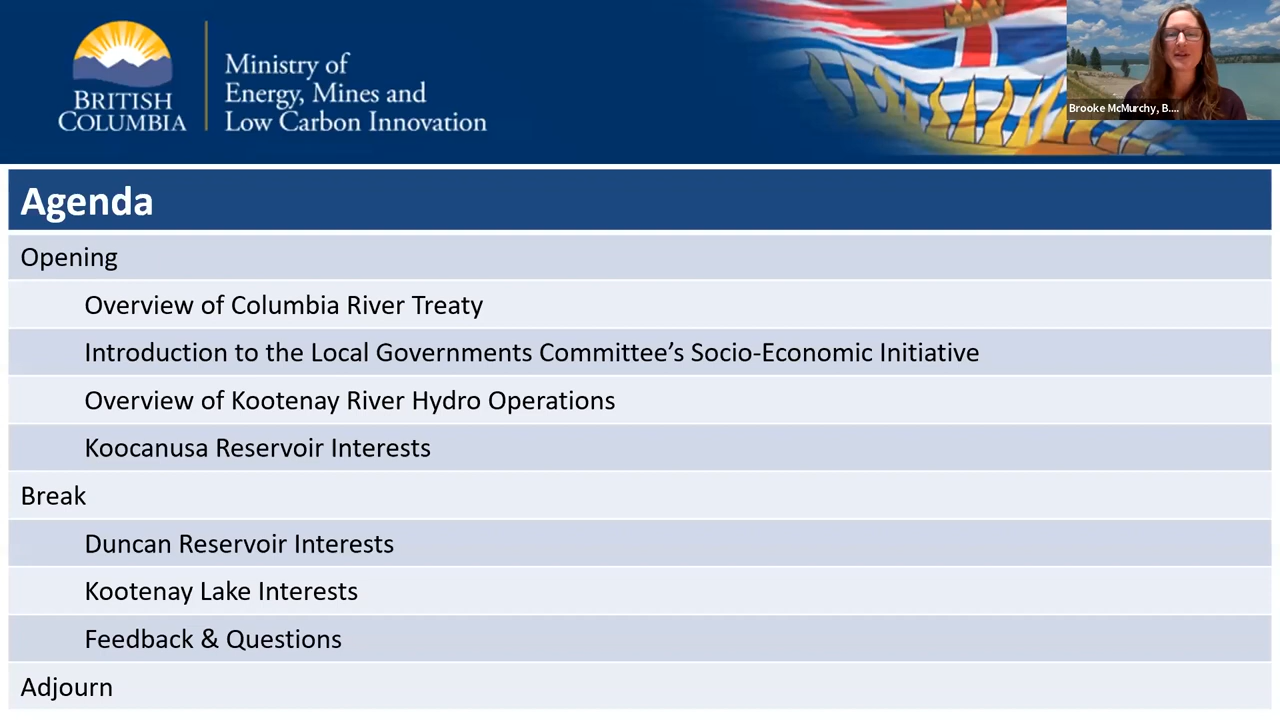 BRITISH
COLUMBIA
Ministry of
Energy, Mines and
Low Carbon Innovation
Brooke McMurchy, B....
Agenda
Opening
Overview of Columbia River Treaty
Introduction to the Local Governments Committee’s Socio-Economic Initiative
Overview of Kootenay River Hydro Operations
Koocanusa Reservoir Interests
Break
Duncan Reservoir Interests
Kootenay Lake Interests
Feedback & Questions
Adjourn